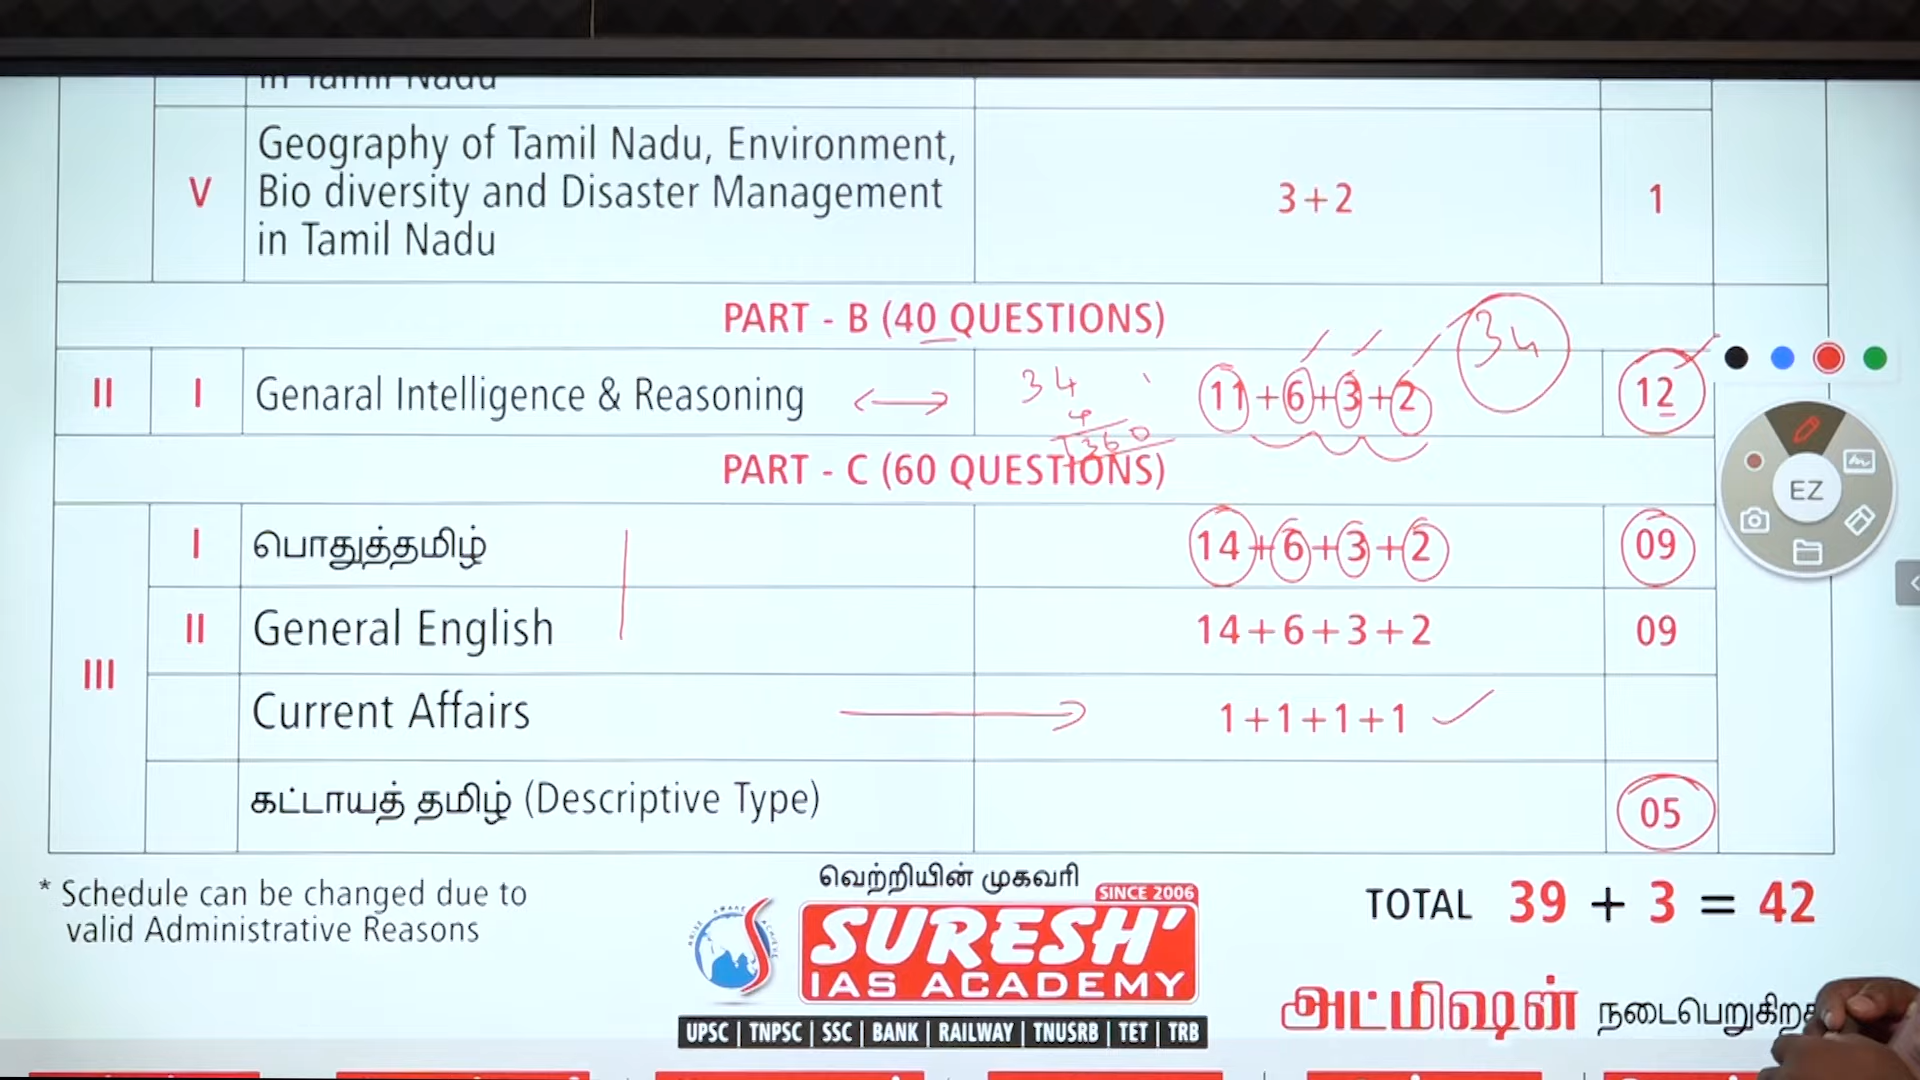 in Tamil Nadu
V
Geography of Tamil Nadu, Environment,
Bio diversity and Disaster Management
in Tamil Nadu
3+2
1
PART - B (40 QUESTIONS)
34
II
I
Genaral Intelligence & Reasoning
34
4
1360
11+6+3+2
12
PART - C (60 QUESTIONS)
III
I
பொதுத்தமிழ்
14+6+3+2
09
II
General English
14+6+3+2
09
Current Affairs
1+1+1+1
கட்டாயத் தமிழ் (Descriptive Type)
05
EZ
* Schedule can be changed due to
valid Administrative Reasons
வெற்றியின் முகவரி
SINCE 2006
SURESH'
IAS ACADEMY
UPSC | TNPSC | SSC | BANK | RAILWAY | TNUSRB | TET | TRB
TOTAL 39 + 3 = 42
அட்மிஷன் நடைபெறுகிற